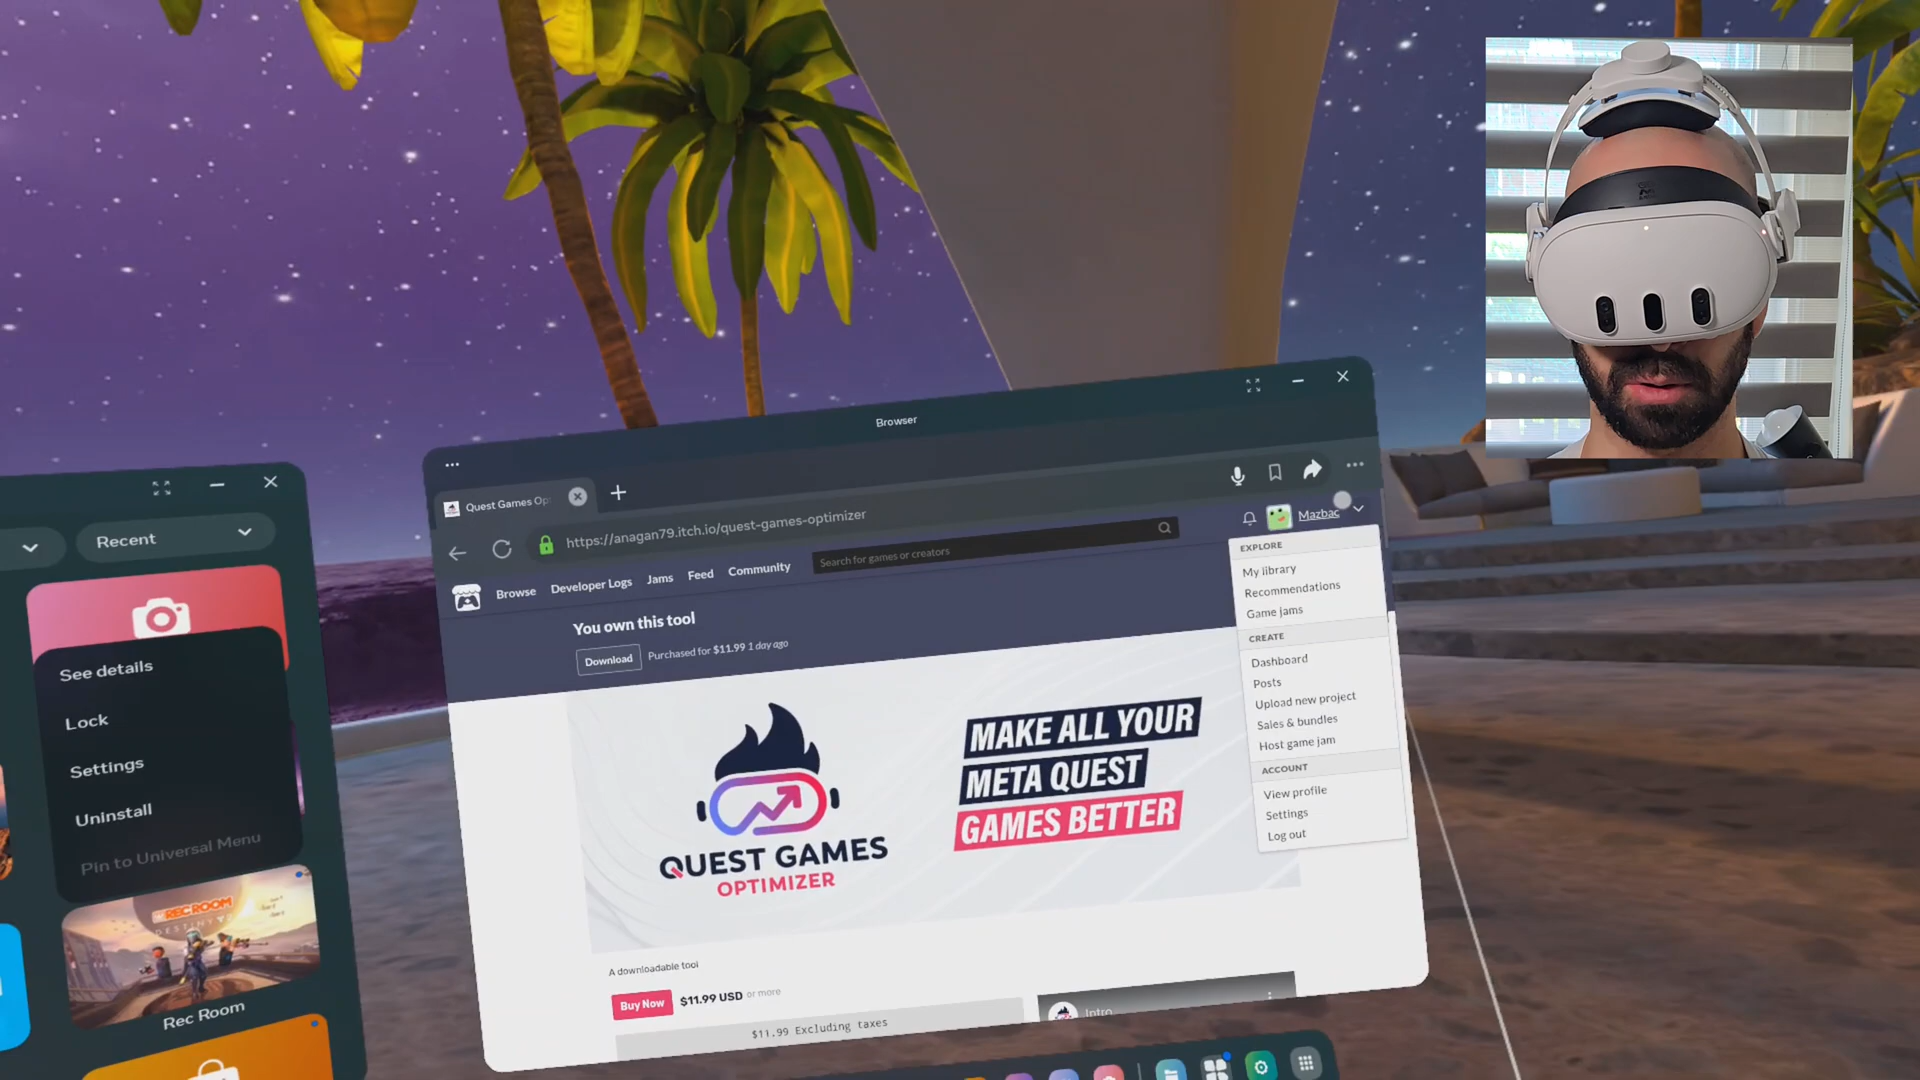 Recent
See details
Lock
Settings
Uninstall
Pin to Universal Menu
REC ROOM
DESTINY
Rec Room
Browser
Quest Games Op
https://anagan79.itch.io/quest-games-optimizer
Browse
Developer Logs
Jams
Feed
Community
Search for games or creators
Mazbac
You own this tool
Download
Purchased for $11.99 1 day ago
QUEST GAMES
OPTIMIZER
MAKE ALL YOUR
META QUEST
GAMES BETTER
A downloadable tool
Buy Now
$11.99 USD or more
$11.99 Excluding taxes
Intro
EXPLORE
My library
Recommendations
Game jams
CREATE
Dashboard
Posts
Upload new project
Sales & bundles
Host game jam
ACCOUNT
View profile
Settings
Log out